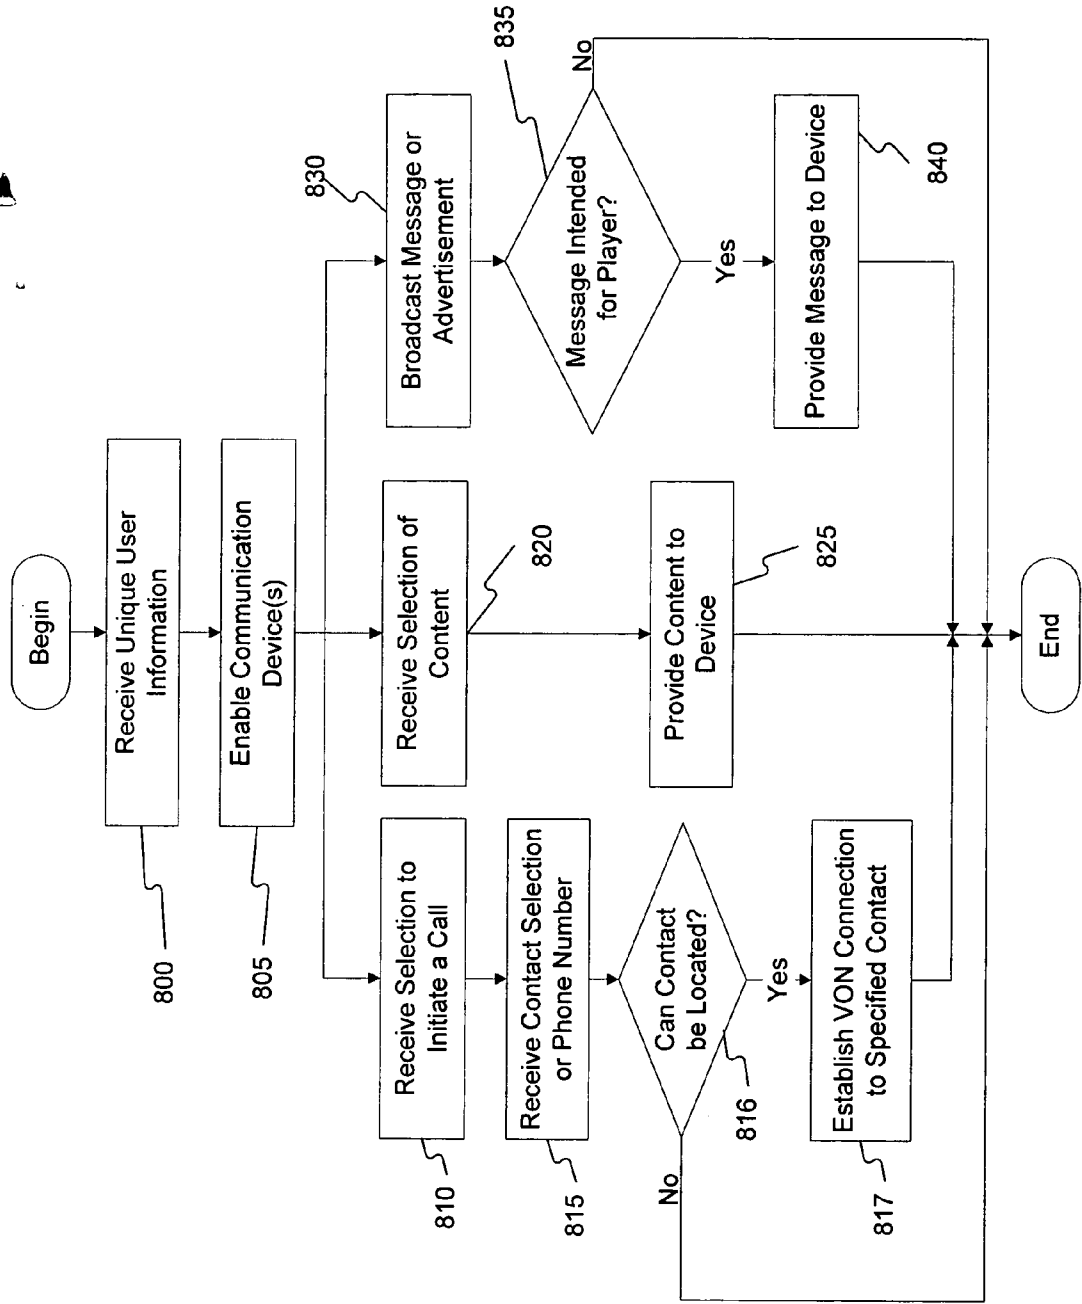 Begin
Receive Unique User
Information
800
Enable Communication
Device(s)
805
Receive Selection to
Initiate a Call
810
Receive Contact Selection
or Phone Number
815
Can Contact
be Located?
816
No
Yes
Establish VON Connection
to Specified Contact
817
Receive Selection of
Content
820
Provide Content to
Device
825
Broadcast Message or
Advertisement
830
Message Intended
for Player?
835
No
Yes
Provide Message to Device
840
End